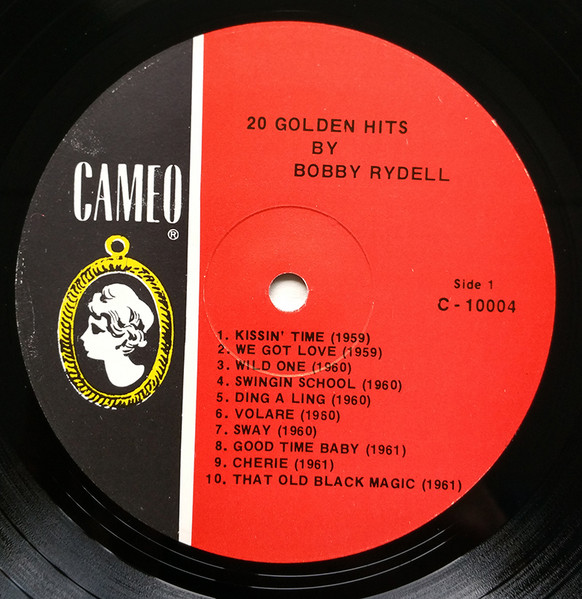 20 GOLDEN HITS
BY
BOBBY RYDELL
CAMEO
®
Side 1
C-10004
1. KISSIN' TIME (1959)
2. WE GOT LOVE (1959)
3. WILD ONE (1960)
4. SWINGIN SCHOOL (1960)
5. DING A LING (1960)
6. VOLARE (1960)
7. SWAY (1960)
8. GOOD TIME BABY (1961)
9. CHERIE (1961)
10. THAT OLD BLACK MAGIC (1961)